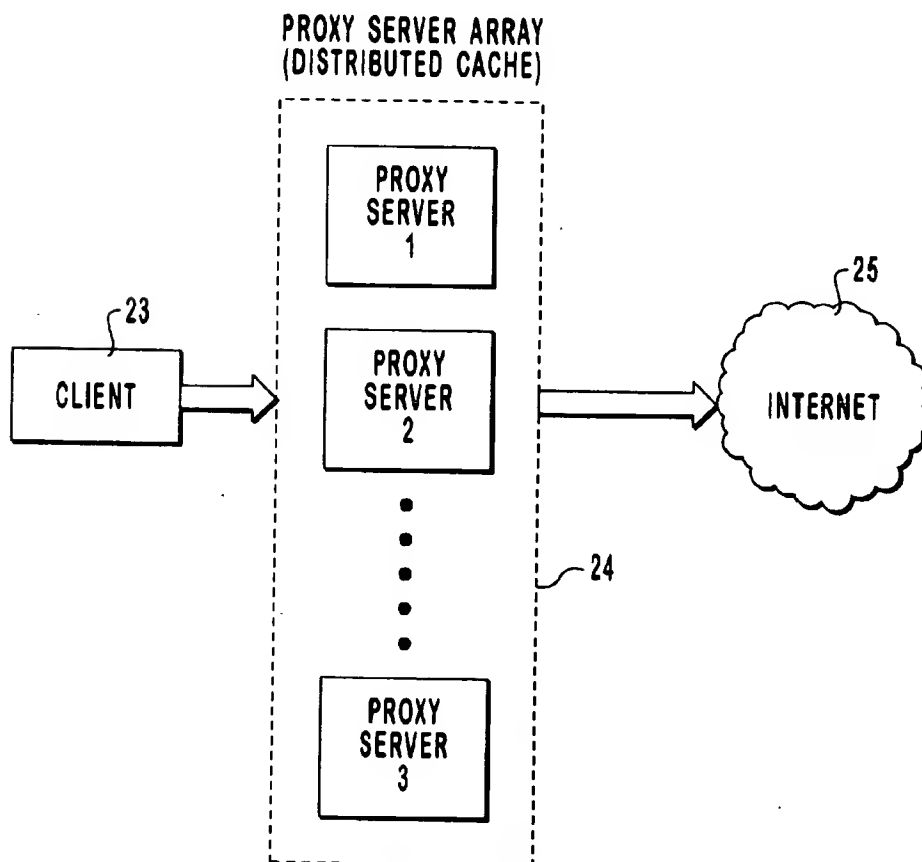 PROXY SERVER ARRAY
(DISTRIBUTED CACHE)
PROXY
SERVER
1
23
CLIENT
PROXY
SERVER
2
25
INTERNET
24
PROXY
SERVER
3